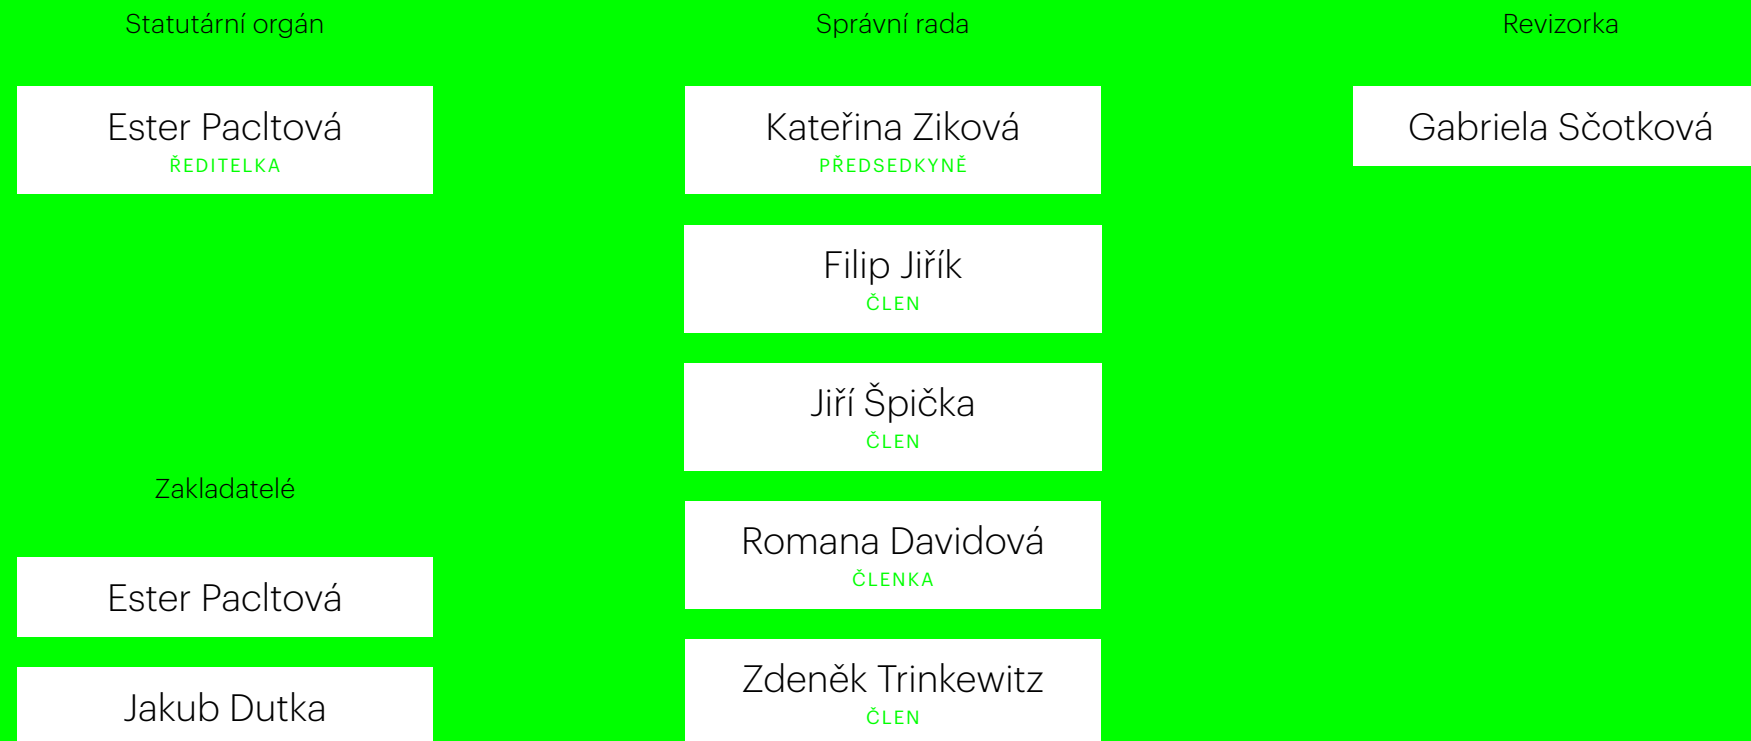 Statutární orgán
Ester Pacltová
ŘEDITELKA
Zakladatelé
Ester Pacltová
Jakub Dutka
Správní rada
Kateřina Ziková
PŘEDSEDKYNĚ
Filip Jiřík
ČLEN
Jiří Špička
ČLEN
Romana Davidová
ČLENKA
Zdeněk Trinkewitz
ČLEN
Revizorka
Gabriela Sčotková